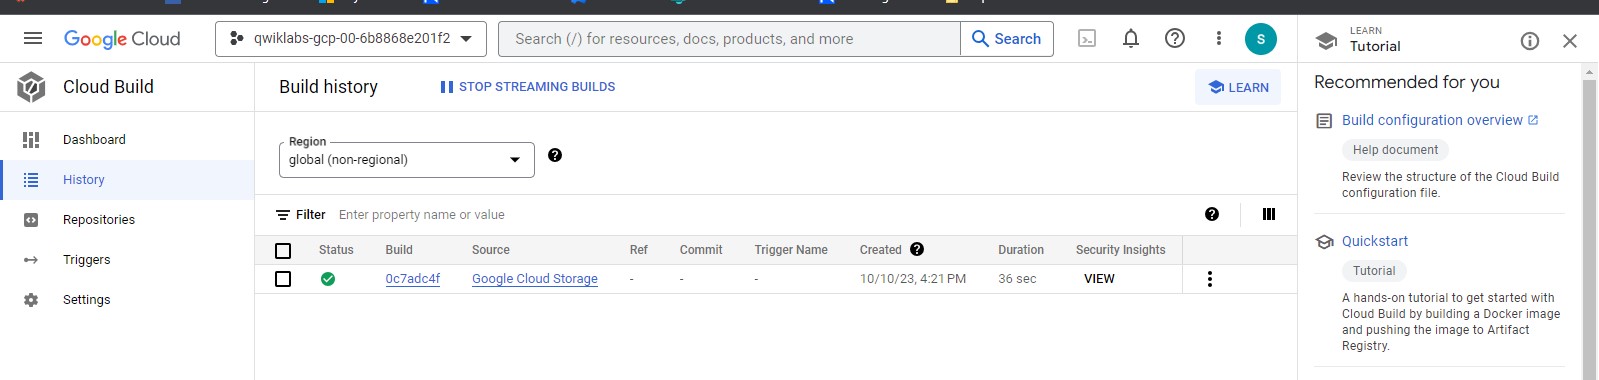 Google Cloud
qwiklabs-gcp-00-6b8868e201f2
Search (/) for resources, docs, products, and more
Search
S
LEARN
Tutorial
Cloud Build
Build history
STOP STREAMING BUILDS
LEARN
Dashboard
History
Repositories
Triggers
Settings
Region
global (non-regional)
Filter Enter property name or value
Status Build Source Ref Commit Trigger Name Created Duration Security Insights
0c7adc4f Google Cloud Storage - - - 10/10/23, 4:21 PM 36 sec VIEW
Recommended for you
Build configuration overview
Help document
Review the structure of the Cloud Build
configuration file.
Quickstart
Tutorial
A hands-on tutorial to get started with
Cloud Build by building a Docker image
and pushing the image to Artifact
Registry.